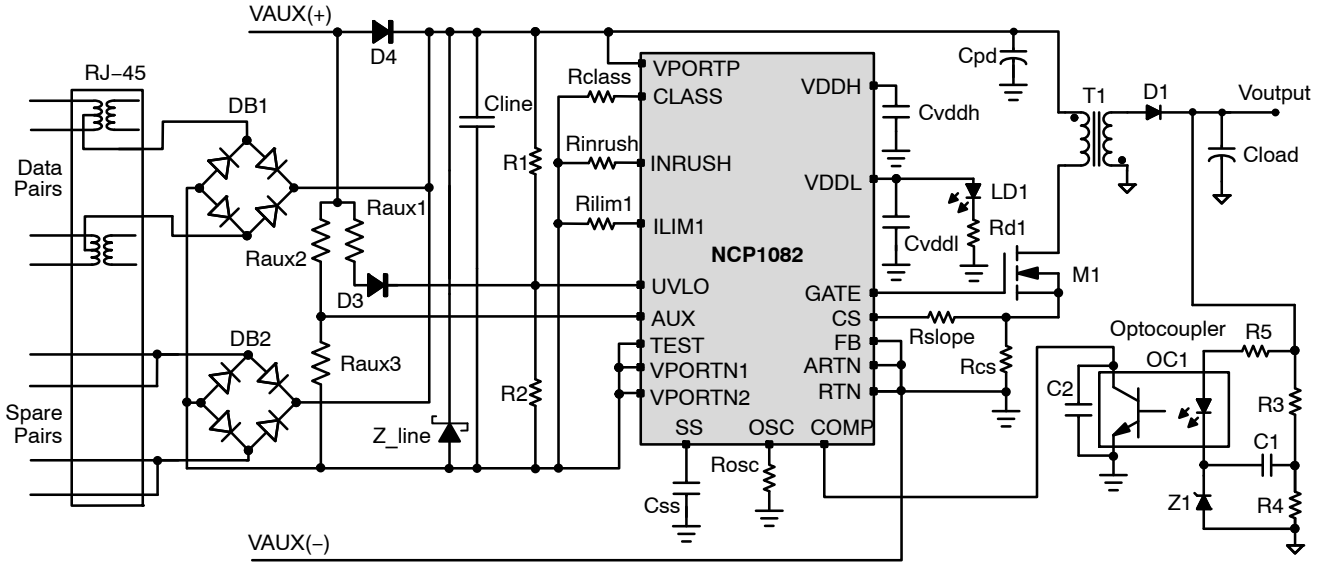 VAUX(+)
D4
RJ–45
DB1
Data
Pairs
Raux1
Raux2
D3
DB2
Raux3
Spare
Pairs
Z_line
Cline
R1
R2
Rclass
Rinrush
Rilim1
VPORTP
CLASS
INRUSH
ILIM1
NCP1082
UVLO
AUX
TEST
VPORTN1
VPORTN2
SS
OSC
COMP
VDDH
VDDL
GATE
CS
FB
ARTN
RTN
Css
Rosc
Cvddh
Cvddl
LD1
Rd1
Cpd
T1
D1
Voutput
Cload
M1
Rslope
Rcs
Optocoupler
OC1
R5
C2
R3
C1
Z1
R4
VAUX(–)